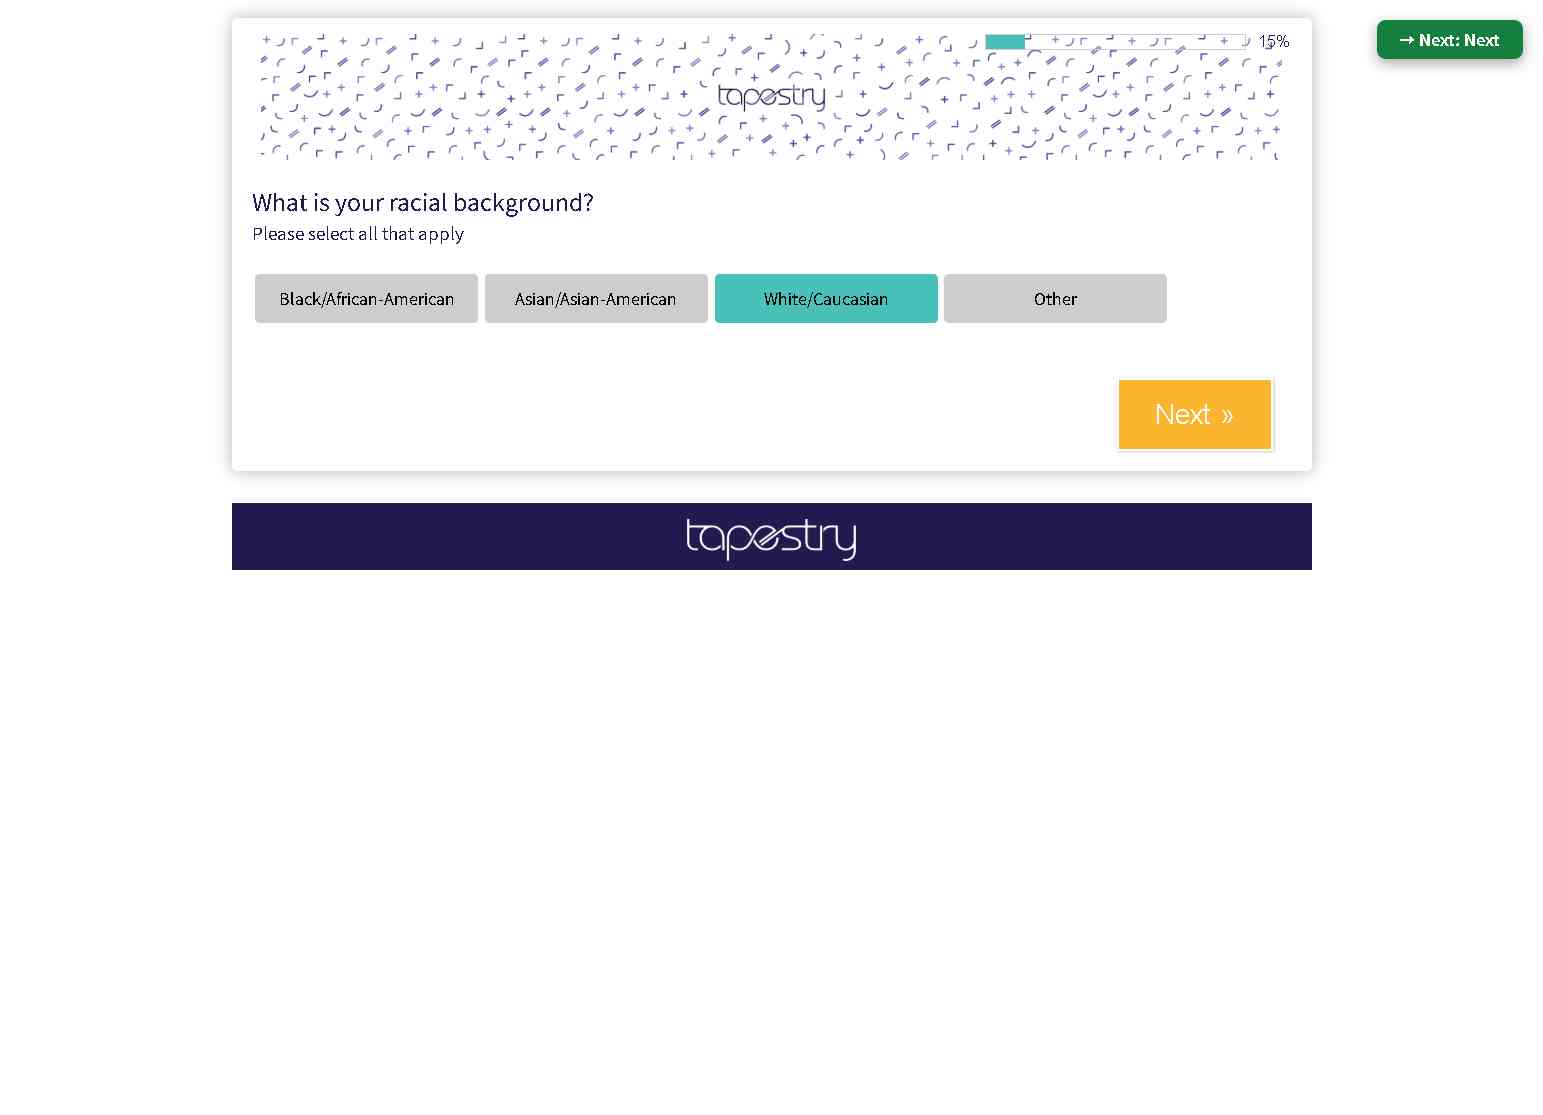 15%
→ Next: Next
tapestry
What is your racial background?
Please select all that apply
Black/African-American
Asian/Asian-American
White/Caucasian
Other
Next »
tapestry